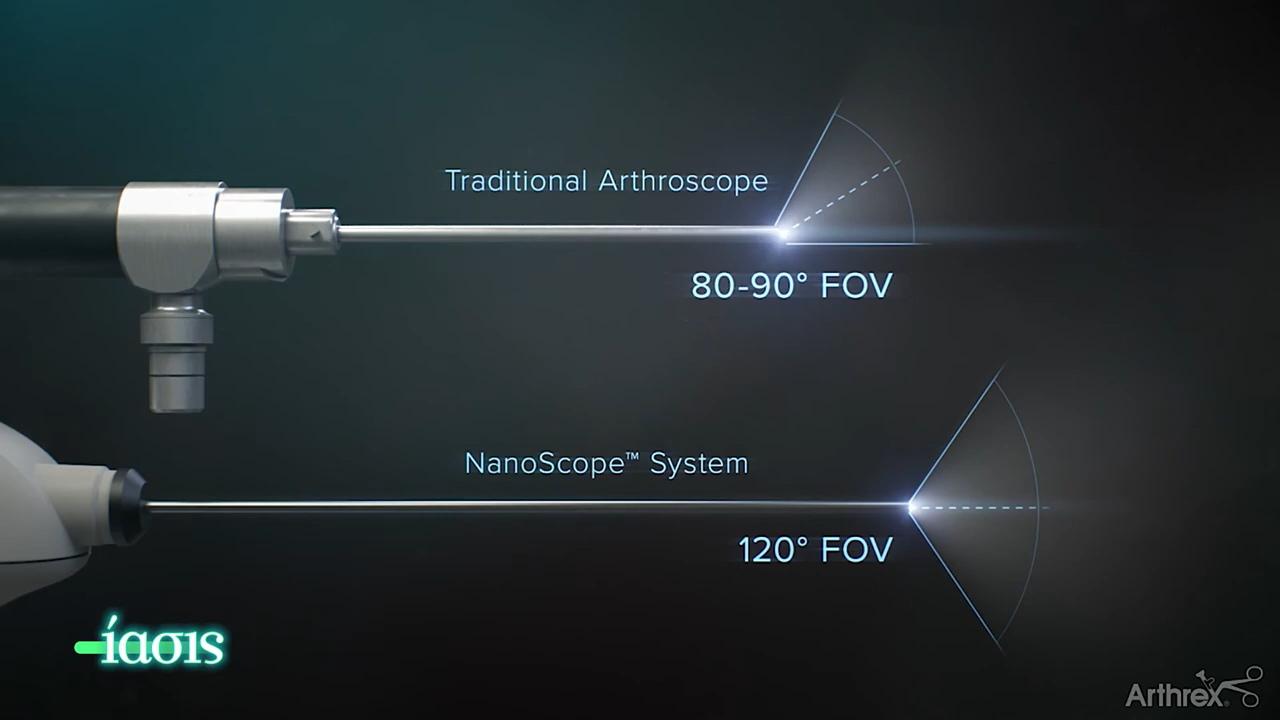 Traditional Arthroscope
80-90° FOV
NanoScope™ System
120° FOV
ίασις
Arthrex®